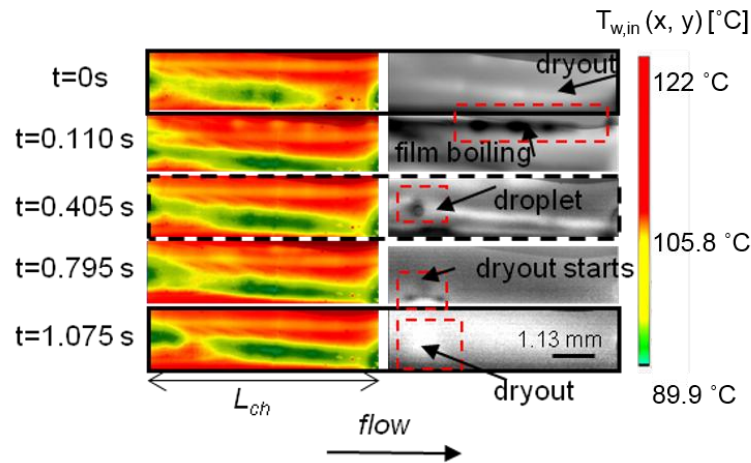 T_w,in (x, y) [˚C]
t=0s
dryout
122 ˚C
t=0.110 s
film boiling
t=0.405 s
droplet
105.8 ˚C
t=0.795 s
dryout starts
t=1.075 s
1.13 mm
89.9 ˚C
L_ch
dryout
flow